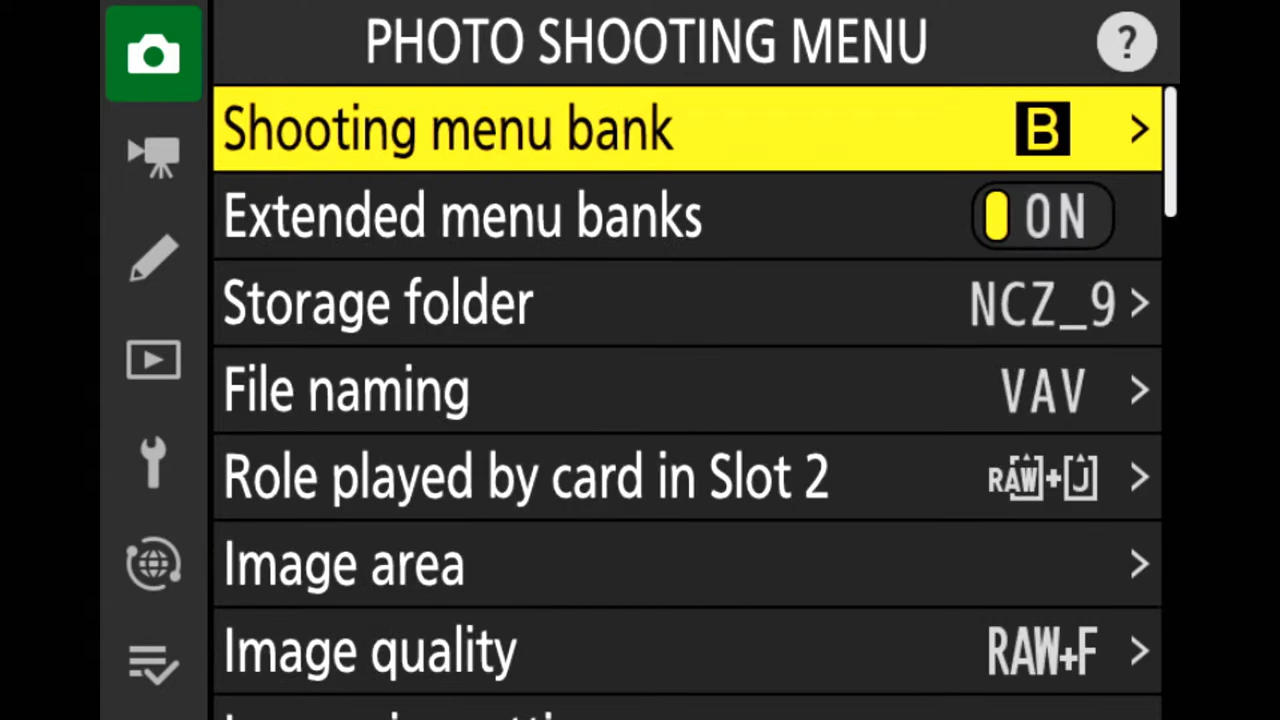 PHOTO SHOOTING MENU ?
Shooting menu bank B >
Extended menu banks ON
Storage folder NCZ_9 >
File naming VAV >
Role played by card in Slot 2 RAW+J >
Image area >
Image quality RAW+F >